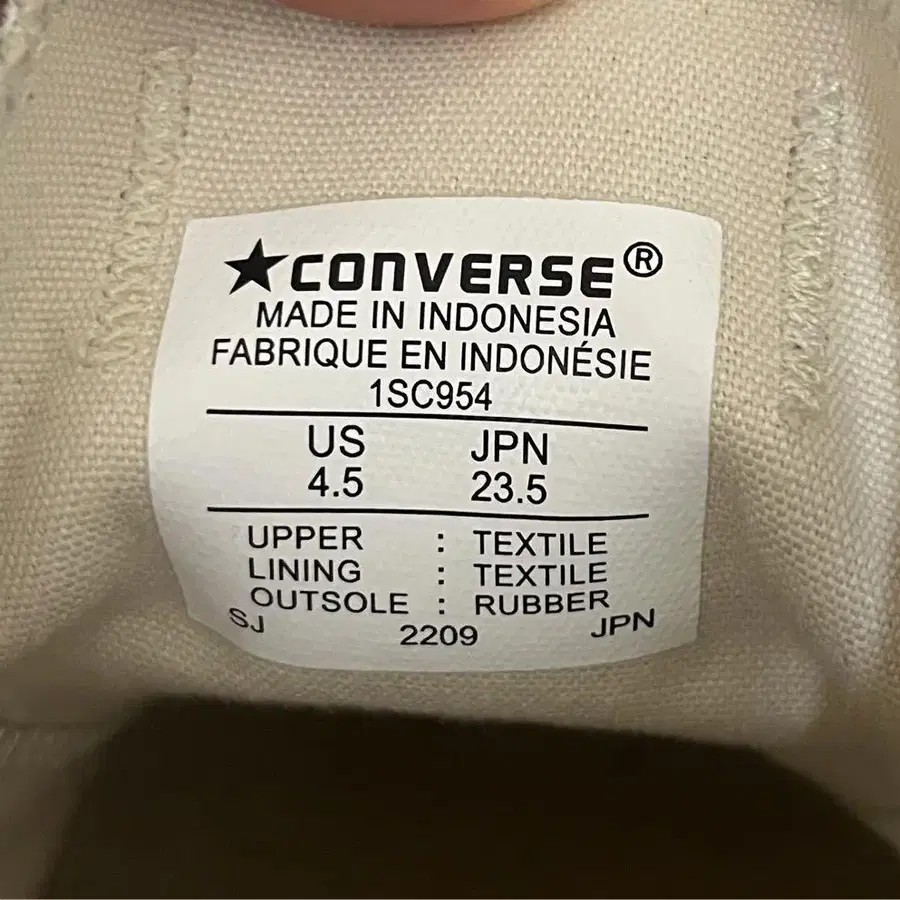 ★CONVERSE®
MADE IN INDONESIA
FABRIQUE EN INDONÉSIE
1SC954
US JPN
4.5 23.5
UPPER : TEXTILE
LINING : TEXTILE
OUTSOLE : RUBBER
SJ 2209 JPN